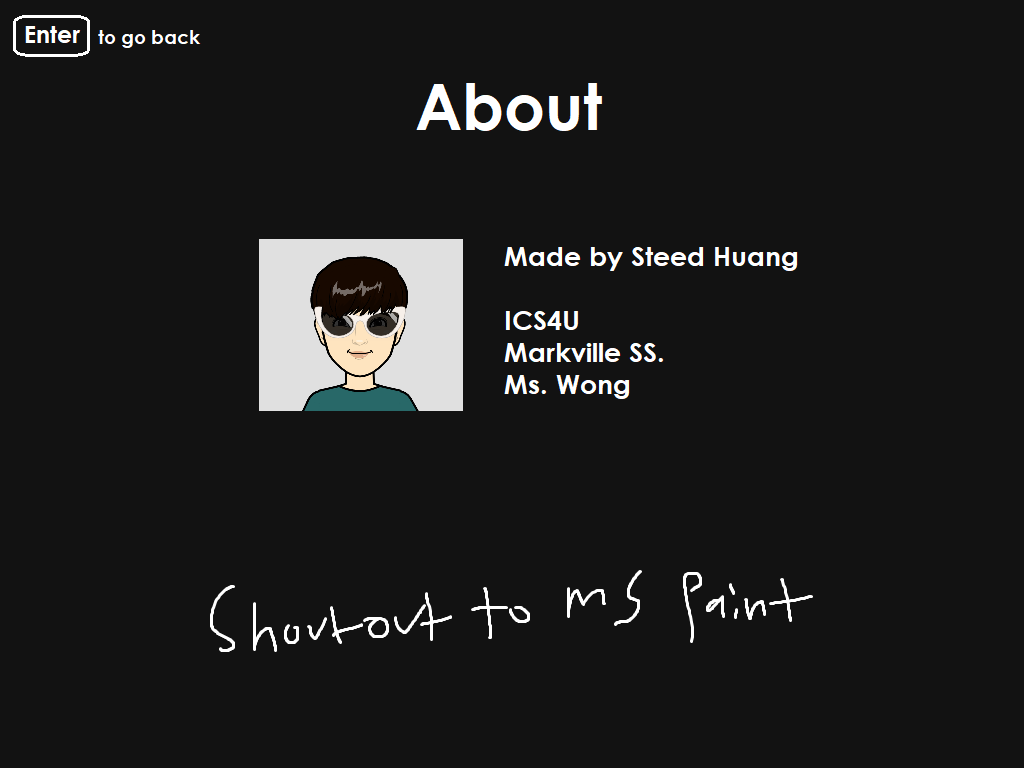 Enter to go back
About
Made by Steed Huang
ICS4U
Markville SS.
Ms. Wong
Shoutout to MS Paint